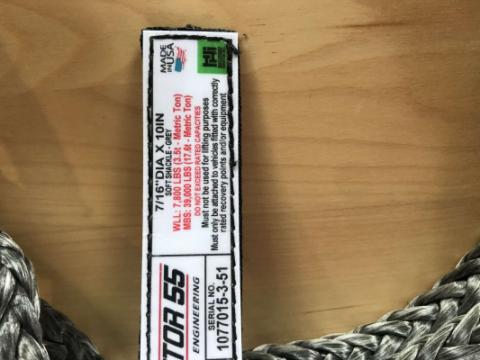 MADE
IN USA
7/16"DIA X 10IN
SOFT SHACKLE - GREY
WLL: 7,800 LBS (3.5t - Metric Ton)
MBS: 39,000 LBS (17.6t - Metric Ton)
DO NOT EXCEED RATED CAPACITIES
Must not be used for lifting purposes
Must only be attached to vehicles fitted with correctly
rated recovery points and/or equipment
TOR 55
ENGINEERING
SERIAL NO.
1077015-3-51